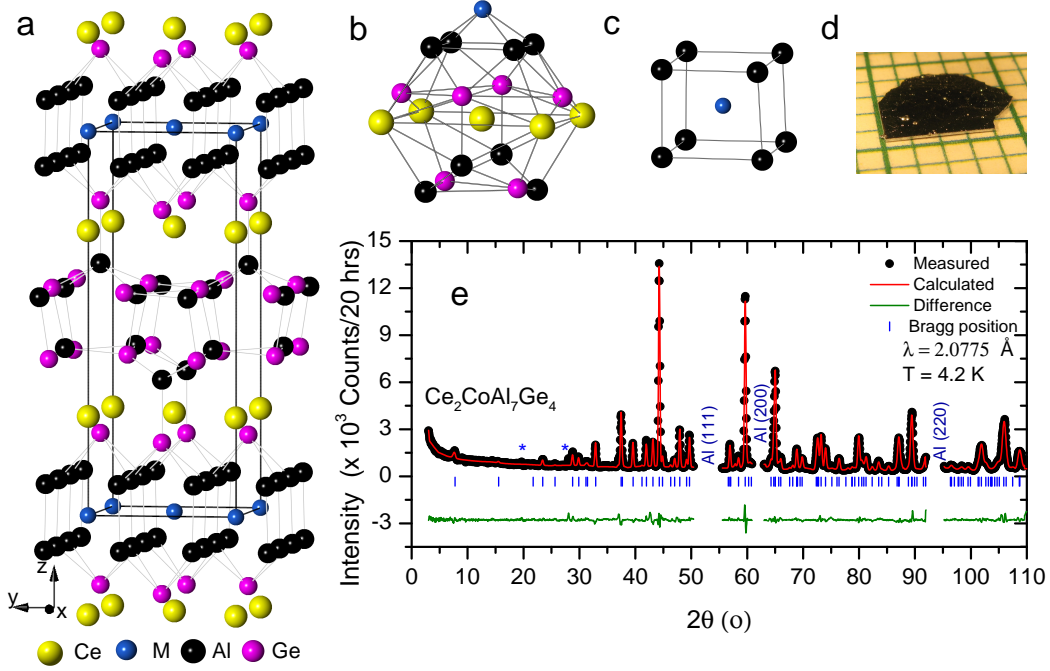 a
b
c
d
z
y
x
Ce M Al Ge
e
Measured
Calculated
Difference
Bragg position
λ = 2.0775 Å
T = 4.2 K
Ce₂CoAl₇Ge₄
*
*
Al (111)
Al (200)
Al (220)
Intensity (x 10³ Counts/20 hrs)
15
12
9
6
3
0
-3
0 10 20 30 40 50 60 70 80 90 100 110
2θ (o)